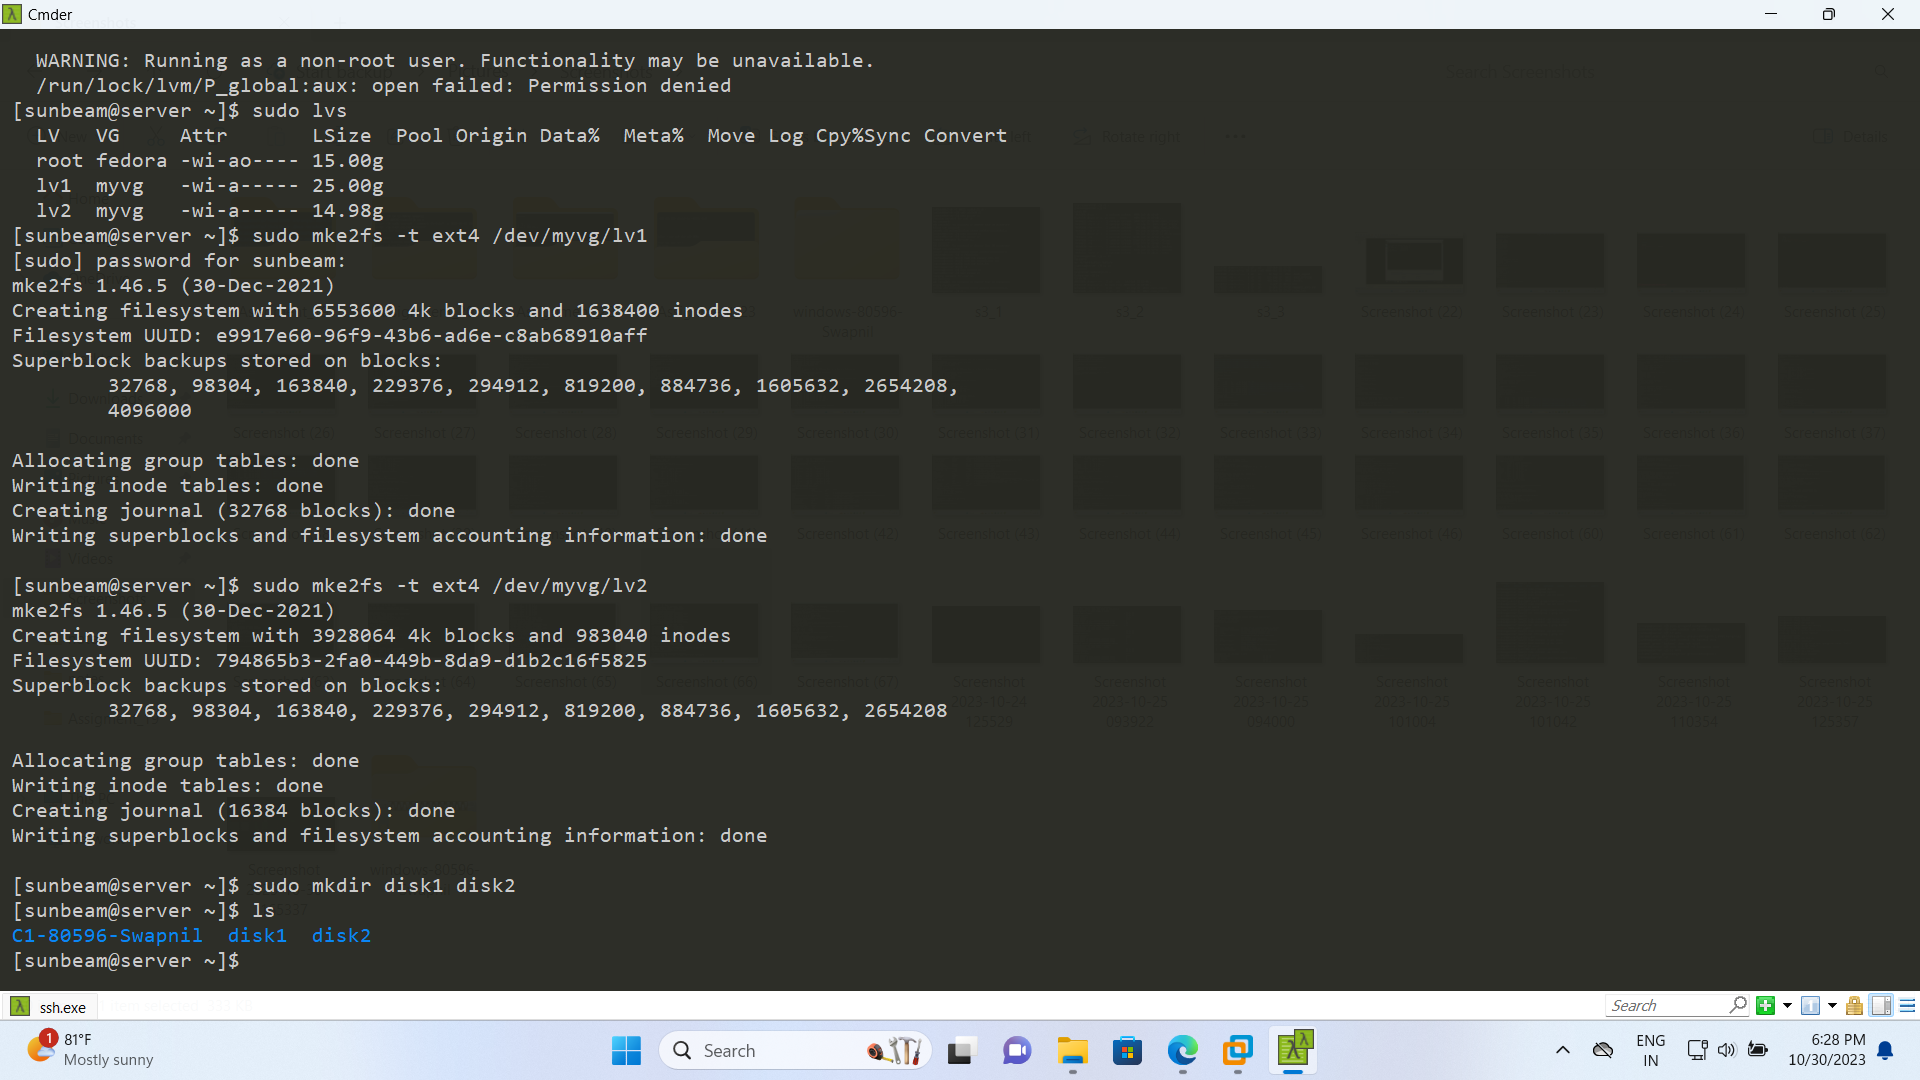 Cmder
WARNING: Running as a non-root user. Functionality may be unavailable.
/run/lock/lvm/P_global:aux: open failed: Permission denied
[sunbeam@server ~]$ sudo lvs
LV VG Attr LSize Pool Origin Data% Meta% Move Log Cpy%Sync Convert
root fedora -wi-ao---- 15.00g
lv1 myvg -wi-a----- 25.00g
lv2 myvg -wi-a----- 14.98g
[sunbeam@server ~]$ sudo mke2fs -t ext4 /dev/myvg/lv1
[sudo] password for sunbeam:
mke2fs 1.46.5 (30-Dec-2021)
Creating filesystem with 6553600 4k blocks and 1638400 inodes
Filesystem UUID: e9917e60-96f9-43b6-ad6e-c8ab68910aff
Superblock backups stored on blocks:
32768, 98304, 163840, 229376, 294912, 819200, 884736, 1605632, 2654208,
4096000
Allocating group tables: done
Writing inode tables: done
Creating journal (32768 blocks): done
Writing superblocks and filesystem accounting information: done
[sunbeam@server ~]$ sudo mke2fs -t ext4 /dev/myvg/lv2
mke2fs 1.46.5 (30-Dec-2021)
Creating filesystem with 3928064 4k blocks and 983040 inodes
Filesystem UUID: 794865b3-2fa0-449b-8da9-d1b2c16f5825
Superblock backups stored on blocks:
32768, 98304, 163840, 229376, 294912, 819200, 884736, 1605632, 2654208
Allocating group tables: done
Writing inode tables: done
Creating journal (16384 blocks): done
Writing superblocks and filesystem accounting information: done
[sunbeam@server ~]$ sudo mkdir disk1 disk2
[sunbeam@server ~]$ ls
C1-80596-Swapnil disk1 disk2
[sunbeam@server ~]$
ssh.exe
Search
1
81°F
Mostly sunny
Search
ENG
IN
6:28 PM
10/30/2023